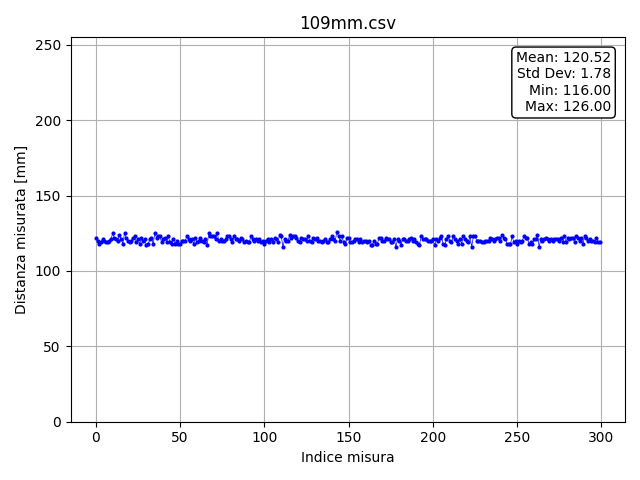 109mm.csv
250
200
150
100
50
0
Distanza misurata [mm]
Mean: 120.52
Std Dev: 1.78
Min: 116.00
Max: 126.00
0 50 100 150 200 250 300
Indice misura